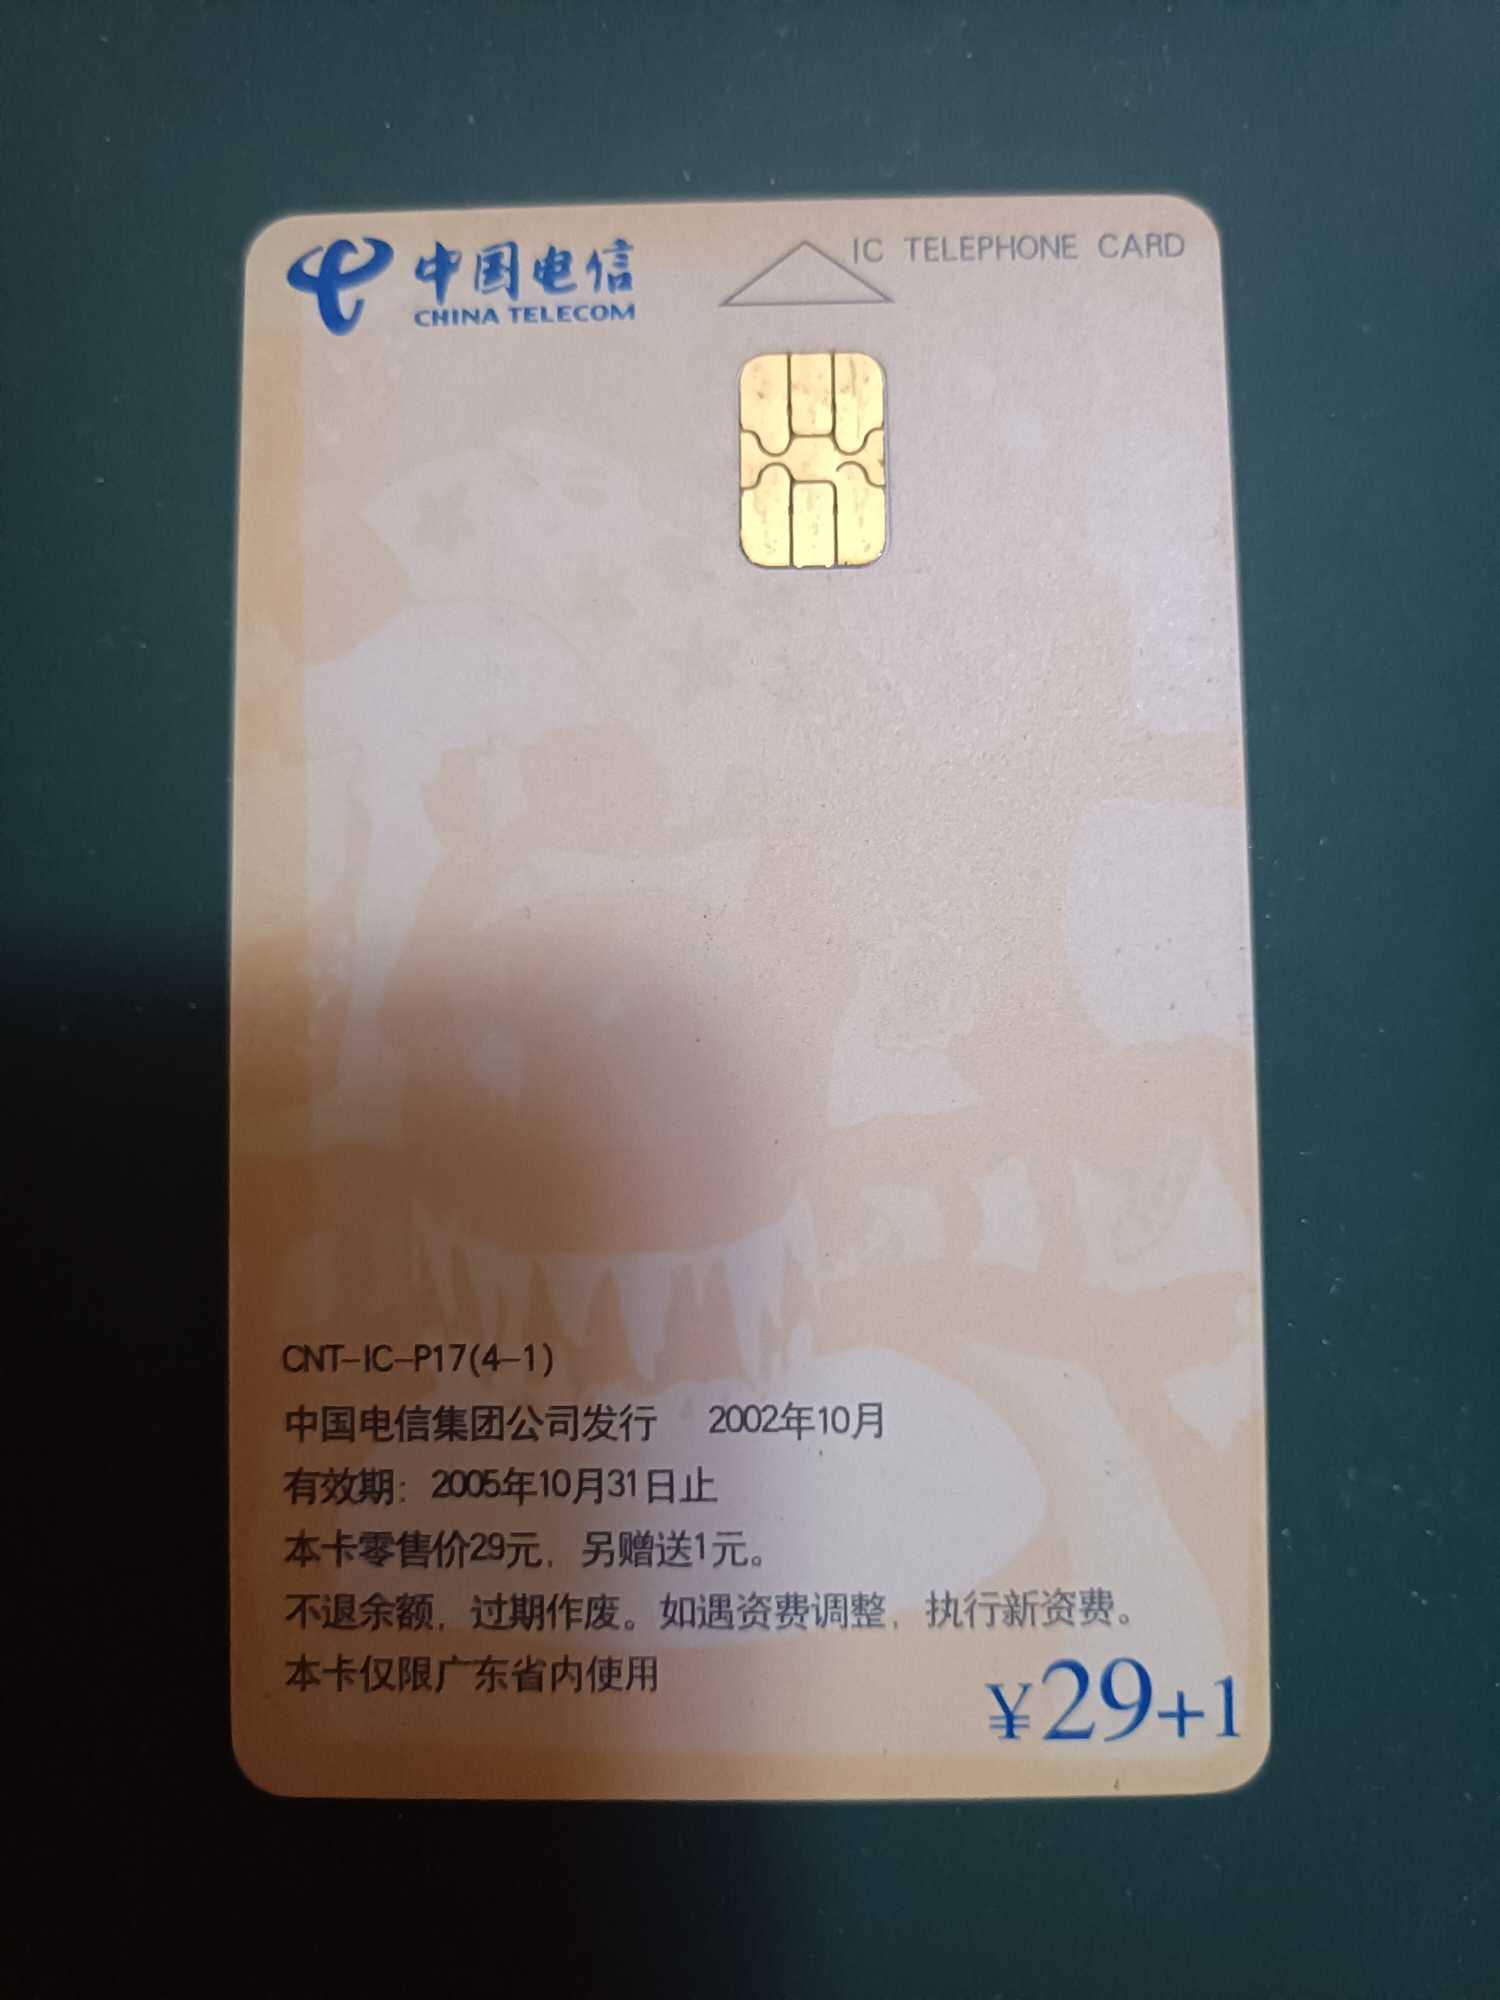 中国电信
CHINA TELECOM
IC TELEPHONE CARD
CNT-IC-P17(4-1)
中国电信集团公司发行 2002年10月
有效期：2005年10月31日止
本卡零售价29元，另赠送1元。
不退余额，过期作废。如遇资费调整，执行新资费。
本卡仅限广东省内使用
¥29+1